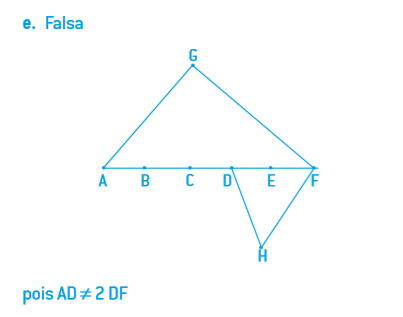 e. Falsa
G
A B C D E F
H
pois AD ≠ 2 DF